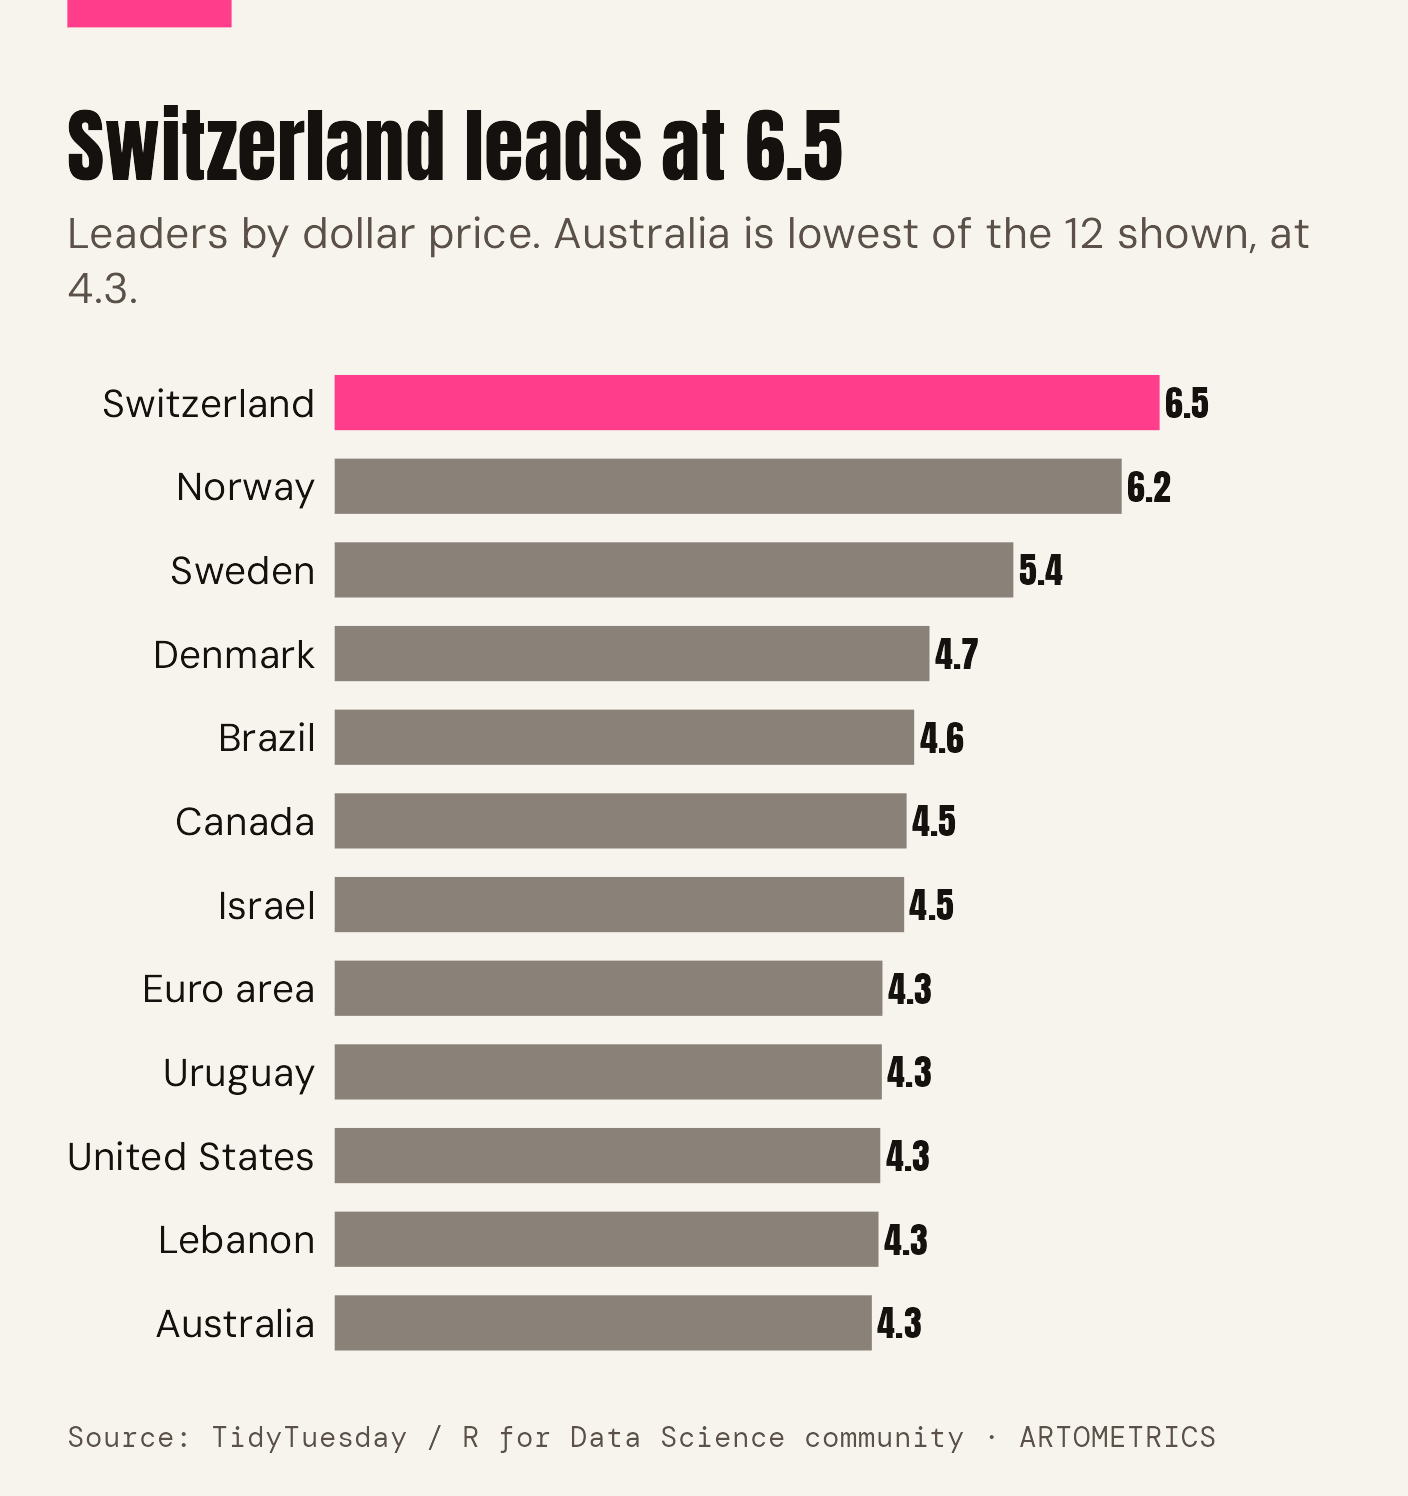 Switzerland leads at 6.5
Leaders by dollar price. Australia is lowest of the 12 shown, at
4.3.
Switzerland 6.5
Norway 6.2
Sweden 5.4
Denmark 4.7
Brazil 4.6
Canada 4.5
Israel 4.5
Euro area 4.3
Uruguay 4.3
United States 4.3
Lebanon 4.3
Australia 4.3
Source: TidyTuesday / R for Data Science community · ARTOMETRICS